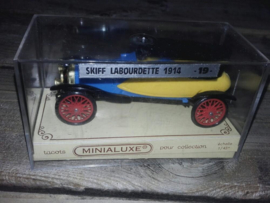 SKIFF LABOURDETTE 1914 -19-
MINIALUXE pour collection